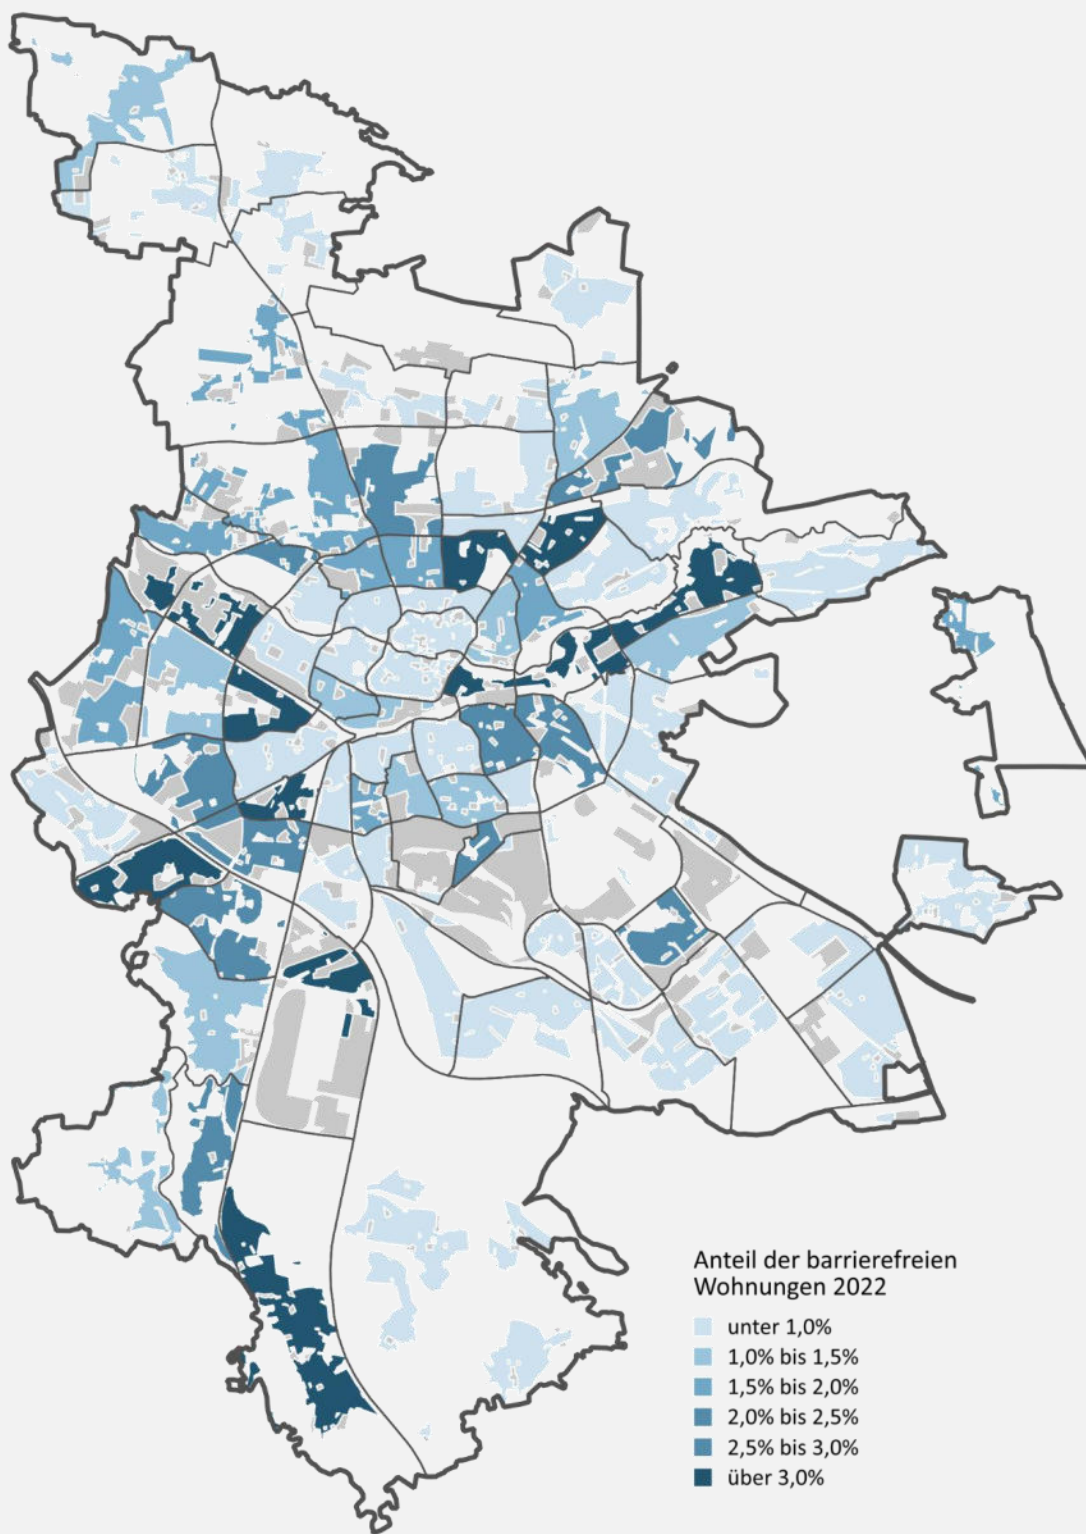 Anteil der barrierefreien
Wohnungen 2022
unter 1,0%
1,0% bis 1,5%
1,5% bis 2,0%
2,0% bis 2,5%
2,5% bis 3,0%
über 3,0%